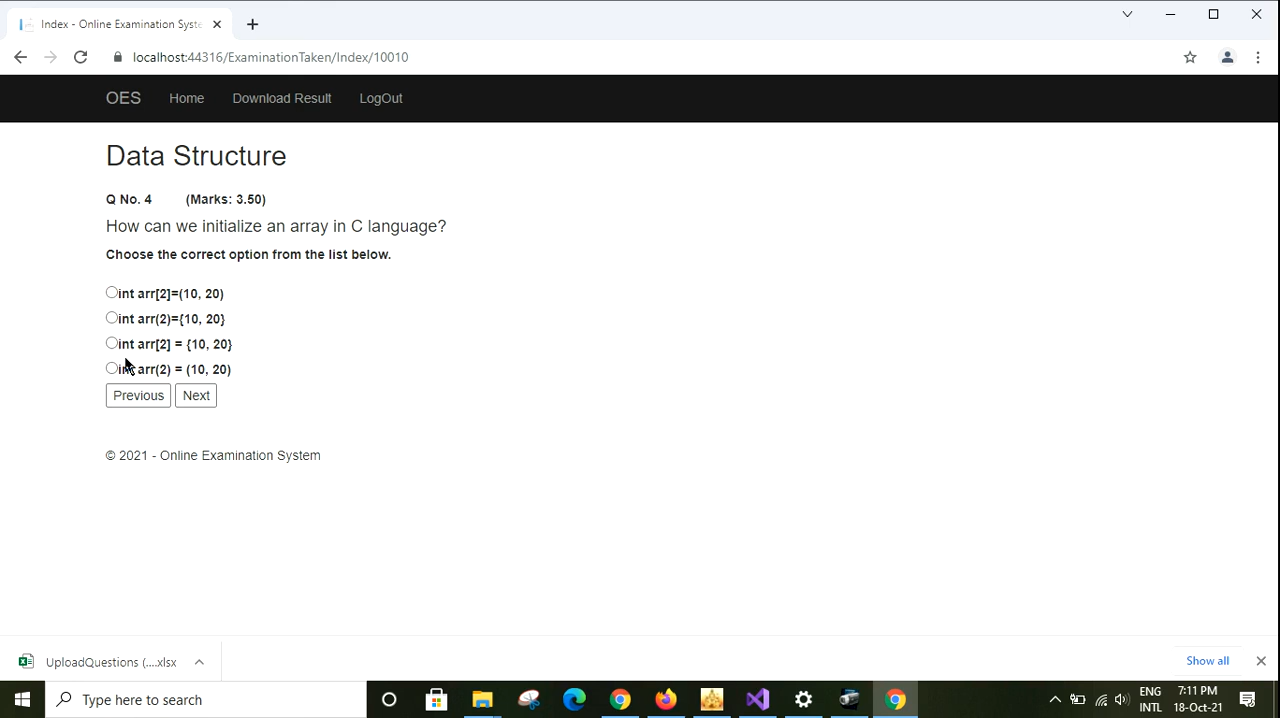 Index - Online Examination Syste
localhost:44316/ExaminationTaken/Index/10010
OES Home Download Result LogOut
Data Structure
Q No. 4 (Marks: 3.50)
How can we initialize an array in C language?
Choose the correct option from the list below.
int arr[2]=(10, 20)
int arr(2)={10, 20}
int arr[2] = {10, 20}
int arr(2) = (10, 20)
Previous Next
© 2021 - Online Examination System
UploadQuestions (....xlsx Show all
Type here to search
ENG 7:11 PM
INTL 18-Oct-21